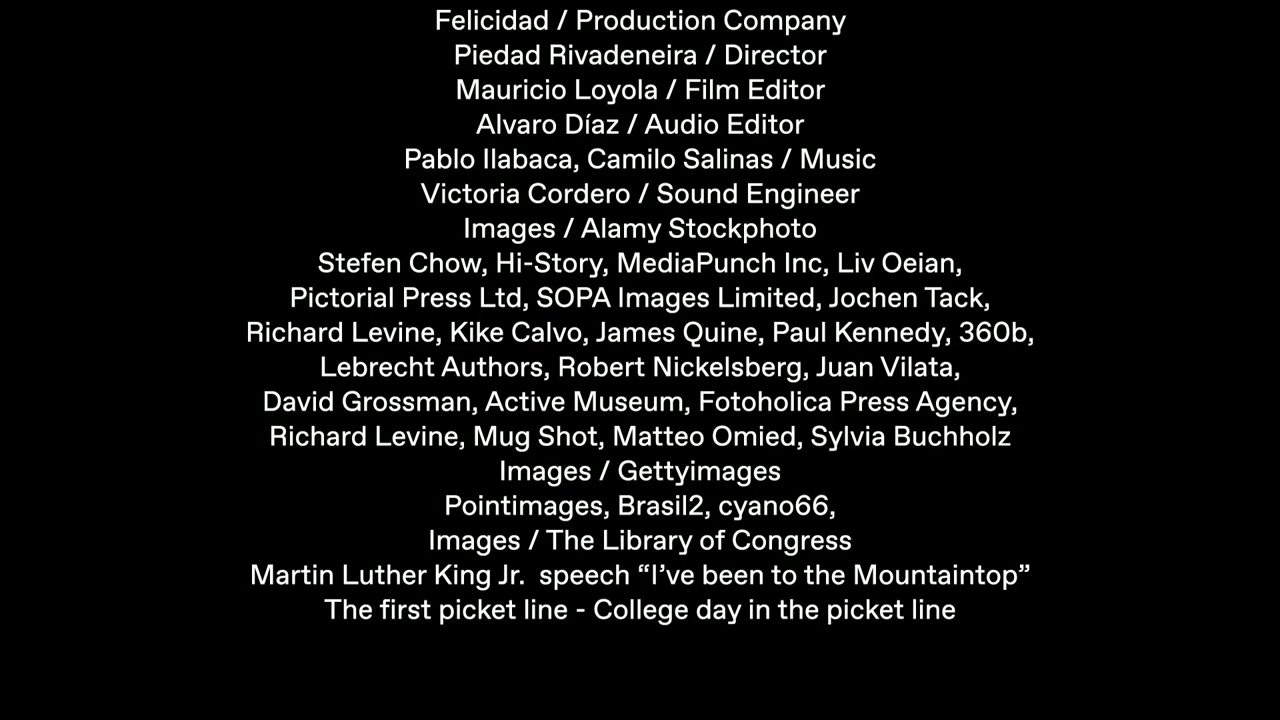 Felicidad / Production Company
Piedad Rivadeneira / Director
Mauricio Loyola / Film Editor
Alvaro Díaz / Audio Editor
Pablo Ilabaca, Camilo Salinas / Music
Victoria Cordero / Sound Engineer
Images / Alamy Stockphoto
Stefen Chow, Hi-Story, MediaPunch Inc, Liv Oeian,
Pictorial Press Ltd, SOPA Images Limited, Jochen Tack,
Richard Levine, Kike Calvo, James Quine, Paul Kennedy, 360b,
Lebrecht Authors, Robert Nickelsberg, Juan Vilata,
David Grossman, Active Museum, Fotoholica Press Agency,
Richard Levine, Mug Shot, Matteo Omied, Sylvia Buchholz
Images / Gettyimages
Pointimages, Brasil2, cyano66,
Images / The Library of Congress
Martin Luther King Jr.  speech “I’ve been to the Mountaintop”
The first picket line - College day in the picket line